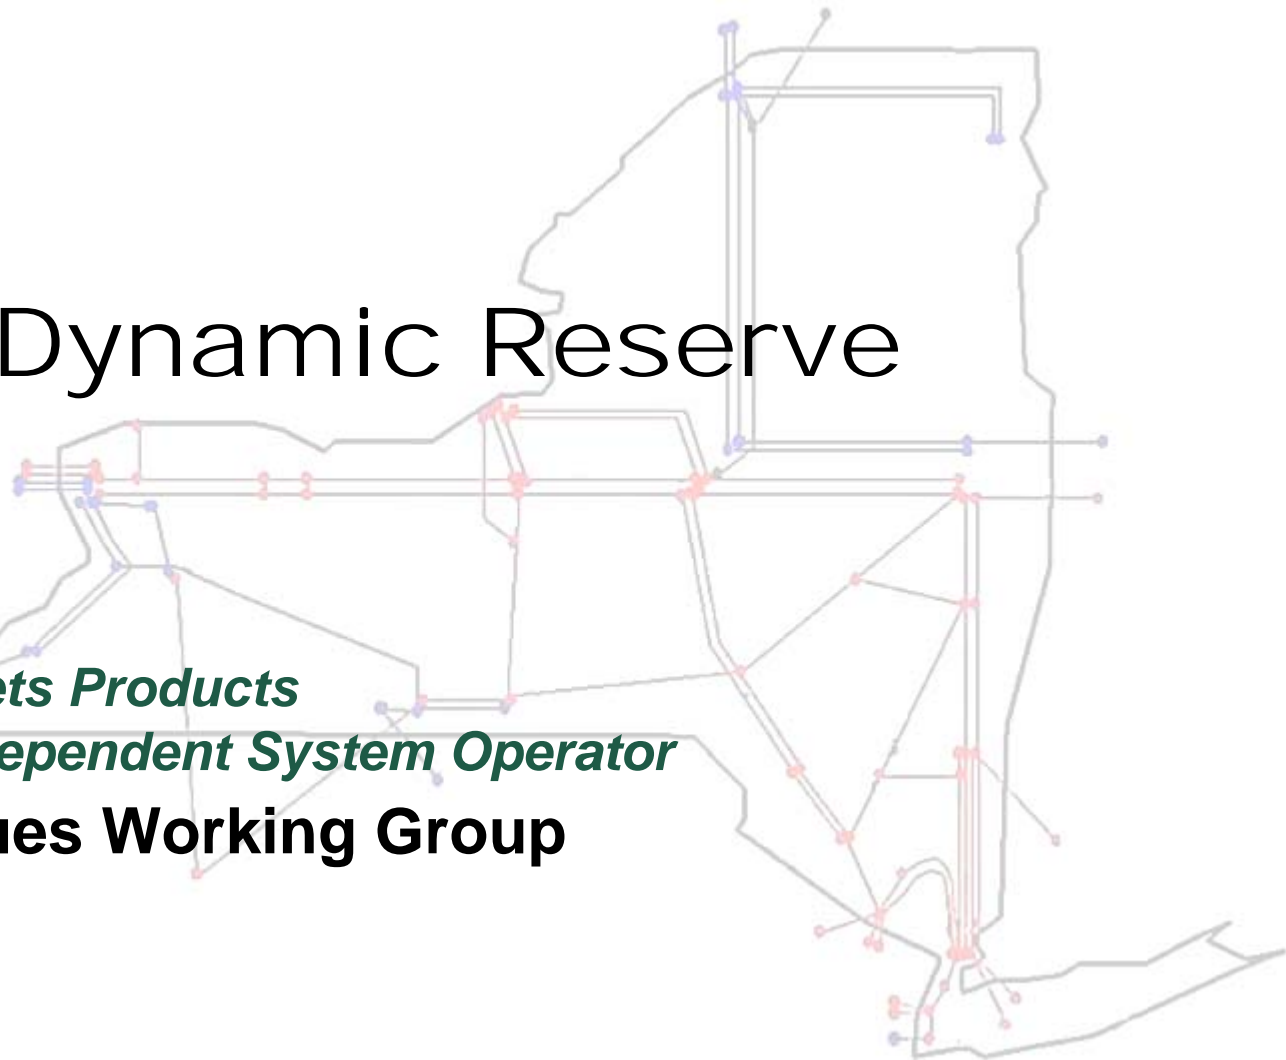 Dynamic Reserve
ets Products
ependent System Operator
ues Working Group